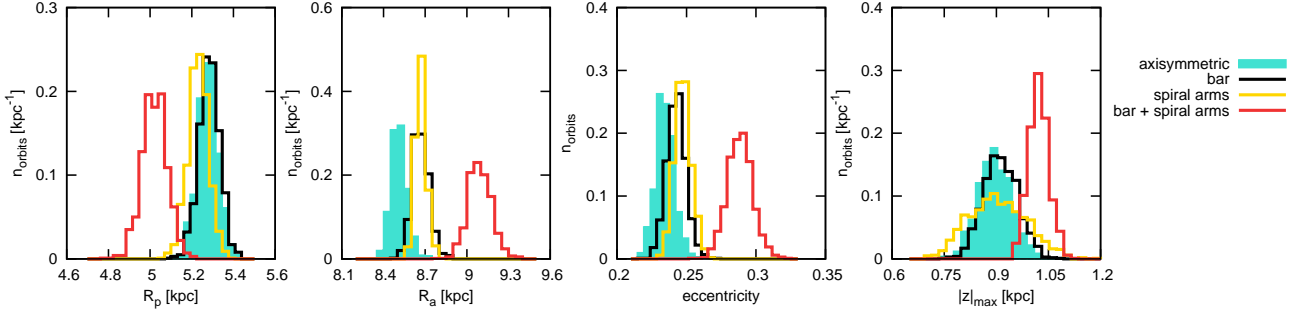 0.3
0.2
0.1
0
n_orbits [kpc^-1]
4.6 4.8 5 5.2 5.4 5.6
R_p [kpc]
0.6
0.4
0.2
0
n_orbits [kpc^-1]
8.1 8.4 8.7 9 9.3 9.6
R_a [kpc]
0.4
0.3
0.2
0.1
0
n_orbits
0.2 0.25 0.3 0.35
eccentricity
0.4
0.3
0.2
0.1
0
n_orbits [kpc^-1]
0.6 0.75 0.9 1.05 1.2
|z|_max [kpc]
axisymmetric
bar
spiral arms
bar + spiral arms